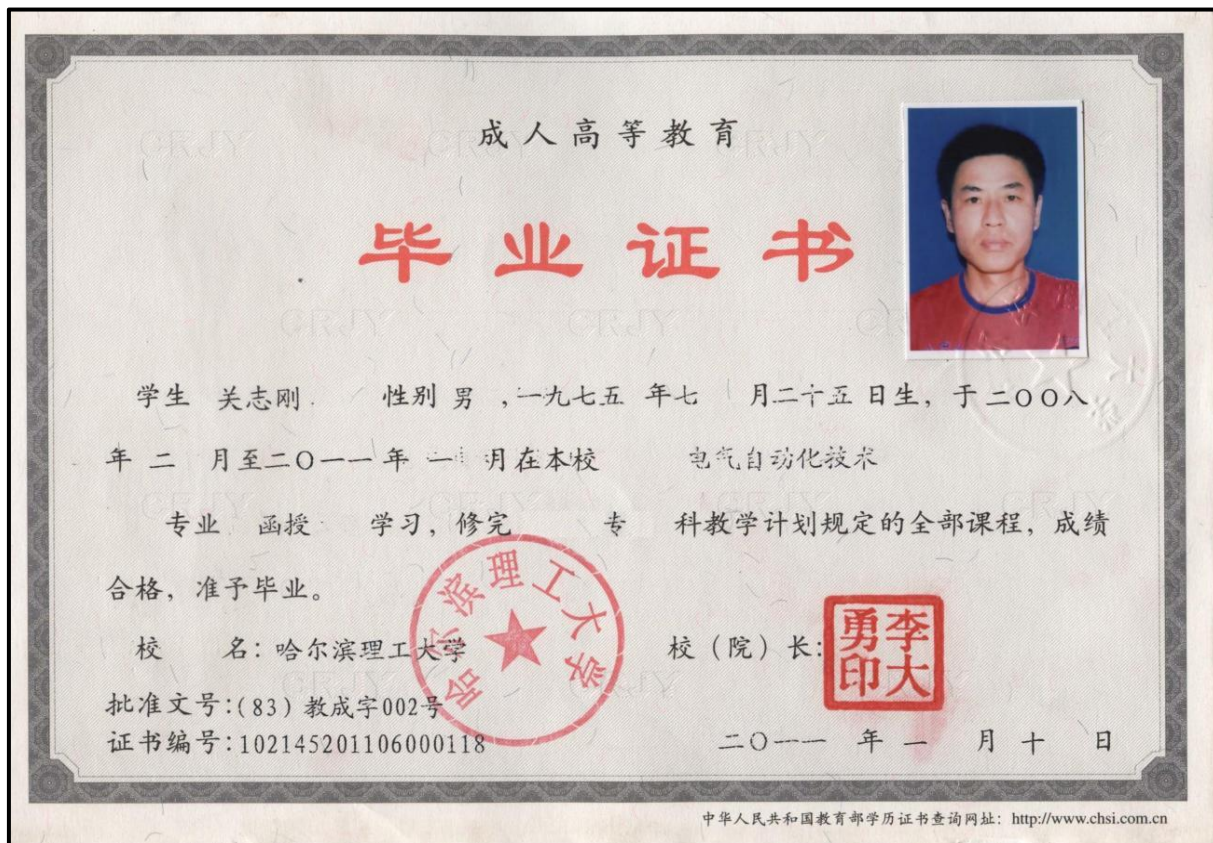 成人高等教育
毕业证书
学生 关志刚 性别 男 ，一九七五 年七 月二十五 日生，于二〇〇八
年 二 月至二〇一一年 一 月在本校 电气自动化技术
专业 函授 学习，修完 专 科教学计划规定的全部课程，成绩
合格，准予毕业。
校 名：哈尔滨理工大学
哈尔滨理工大学
校（院）长：
李大勇印
批准文号：(83) 教成字002号
证书编号：102145201106000118
二〇一一 年 一 月 十 日
中华人民共和国教育部学历证书查询网址：http://www.chsi.com.cn